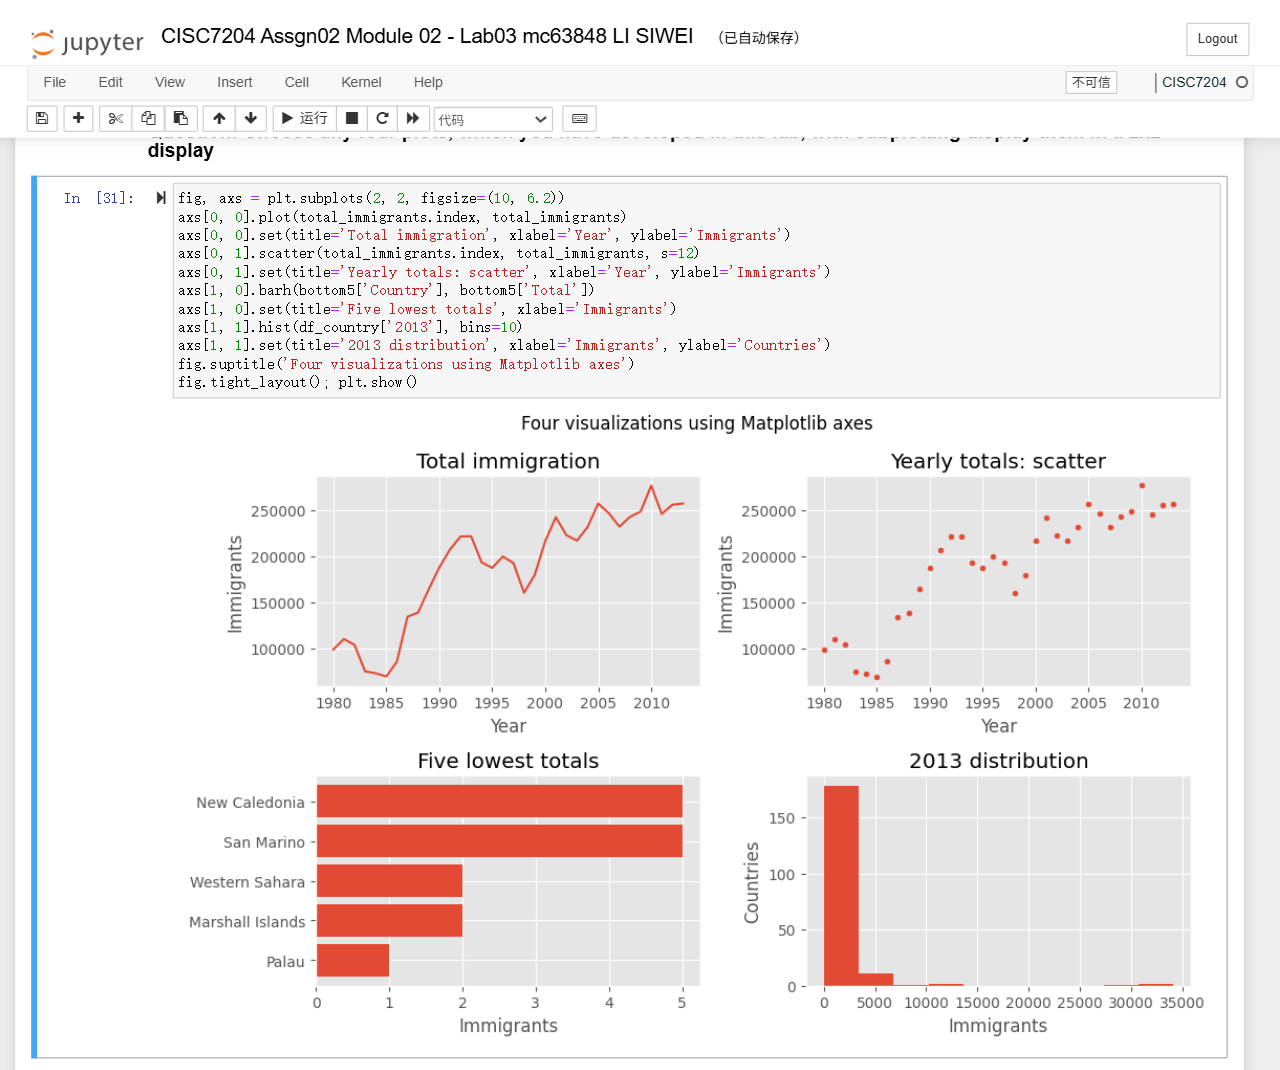 jupyter CISC7204 Assgn02 Module 02 - Lab03 mc63848 LI SIWEI (已自动保存) Logout
File Edit View Insert Cell Kernel Help 不可信 CISC7204
运行 代码
display
In [31]:
fig, axs = plt.subplots(2, 2, figsize=(10, 6.2))
axs[0, 0].plot(total_immigrants.index, total_immigrants)
axs[0, 0].set(title='Total immigration', xlabel='Year', ylabel='Immigrants')
axs[0, 1].scatter(total_immigrants.index, total_immigrants, s=12)
axs[0, 1].set(title='Yearly totals: scatter', xlabel='Year', ylabel='Immigrants')
axs[1, 0].barh(bottom5['Country'], bottom5['Total'])
axs[1, 0].set(title='Five lowest totals', xlabel='Immigrants')
axs[1, 1].hist(df_country['2013'], bins=10)
axs[1, 1].set(title='2013 distribution', xlabel='Immigrants', ylabel='Countries')
fig.suptitle('Four visualizations using Matplotlib axes')
fig.tight_layout(); plt.show()
Four visualizations using Matplotlib axes
Total immigration
250000
200000
150000
100000
Immigrants
1980 1985 1990 1995 2000 2005 2010
Year
Yearly totals: scatter
250000
200000
150000
100000
Immigrants
1980 1985 1990 1995 2000 2005 2010
Year
Five lowest totals
New Caledonia
San Marino
Western Sahara
Marshall Islands
Palau
0 1 2 3 4 5
Immigrants
2013 distribution
150
100
50
0
Countries
0 5000 10000 15000 20000 25000 30000 35000
Immigrants